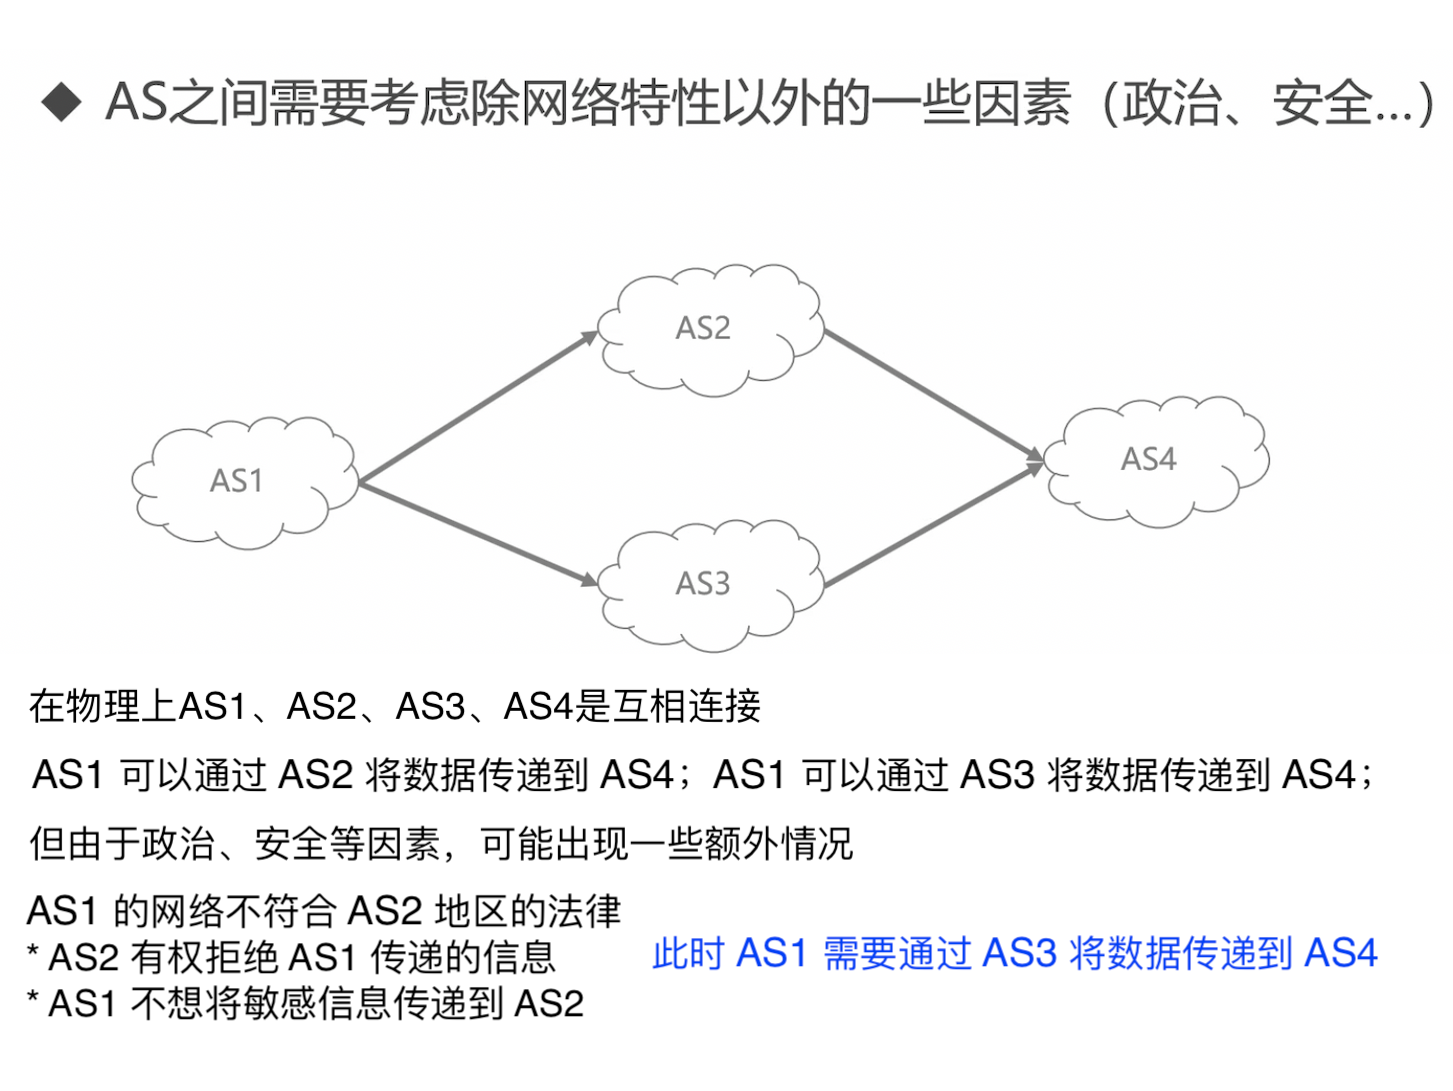 ◆ AS之间需要考虑除网络特性以外的一些因素（政治、安全...）
AS2
AS1
AS4
AS3
在物理上AS1、AS2、AS3、AS4是互相连接
AS1 可以通过 AS2 将数据传递到 AS4；AS1 可以通过 AS3 将数据传递到 AS4；
但由于政治、安全等因素，可能出现一些额外情况
AS1 的网络不符合 AS2 地区的法律
* AS2 有权拒绝 AS1 传递的信息
* AS1 不想将敏感信息传递到 AS2
此时 AS1 需要通过 AS3 将数据传递到 AS4